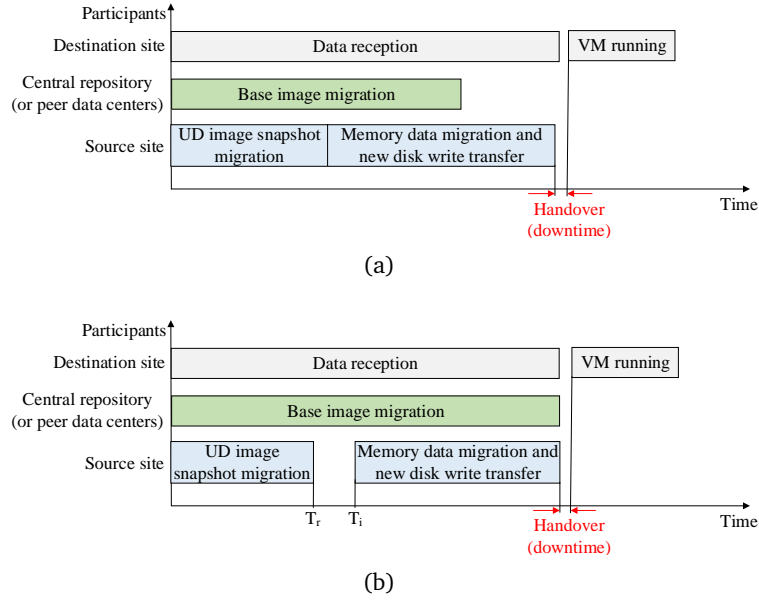 Participants
Destination site
Data reception
VM running
Central repository
(or peer data centers)
Base image migration
Source site
UD image snapshot
migration
Memory data migration and
new disk write transfer
Time
Handover
(downtime)
(a)
Participants
Destination site
Data reception
VM running
Central repository
(or peer data centers)
Base image migration
Source site
UD image
snapshot migration
Memory data migration and
new disk write transfer
Tr
Ti
Time
Handover
(downtime)
(b)